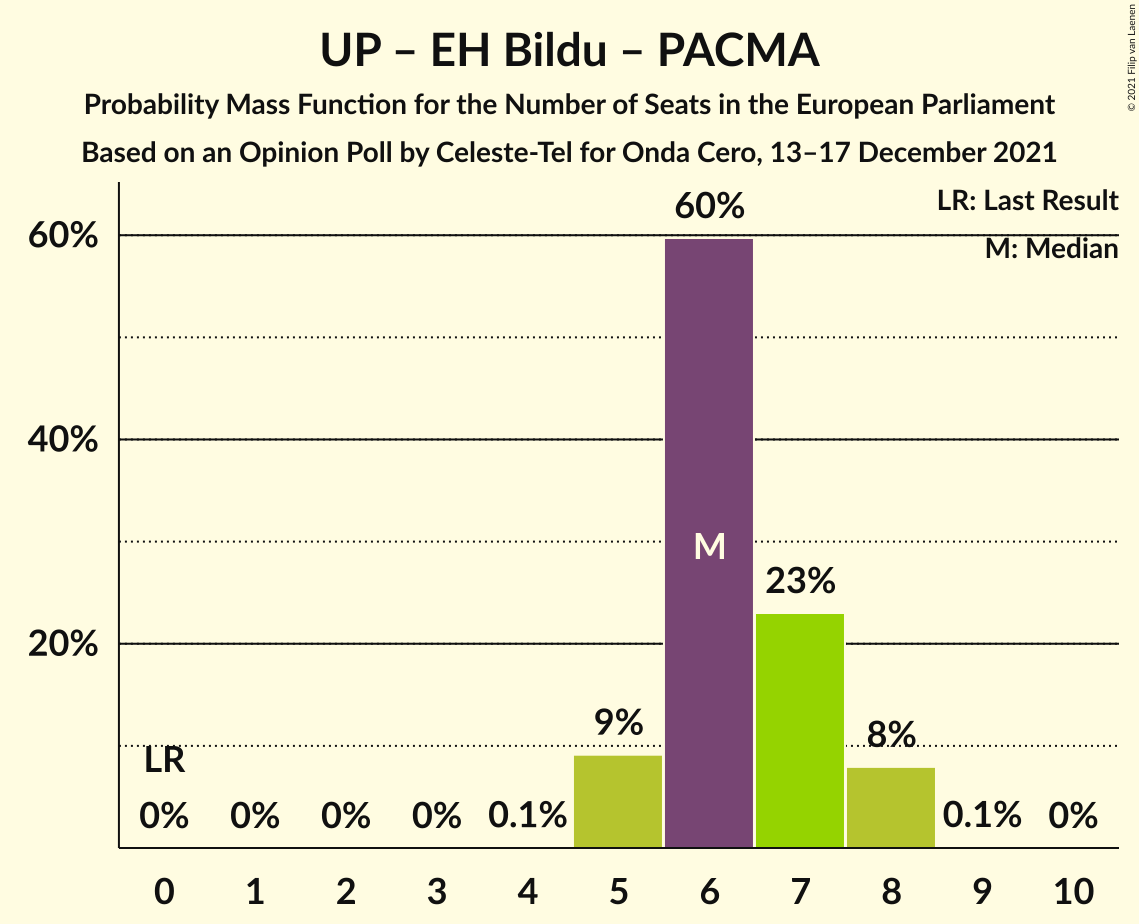 UP – EH Bildu – PACMA
Probability Mass Function for the Number of Seats in the European Parliament
Based on an Opinion Poll by Celeste-Tel for Onda Cero, 13–17 December 2021
© 2021 Filip van Laenen
LR: Last Result
M: Median
60%
40%
20%
60%
M
23%
9%
8%
LR
0% 0% 0% 0% 0.1% 0.1% 0%
0 1 2 3 4 5 6 7 8 9 10